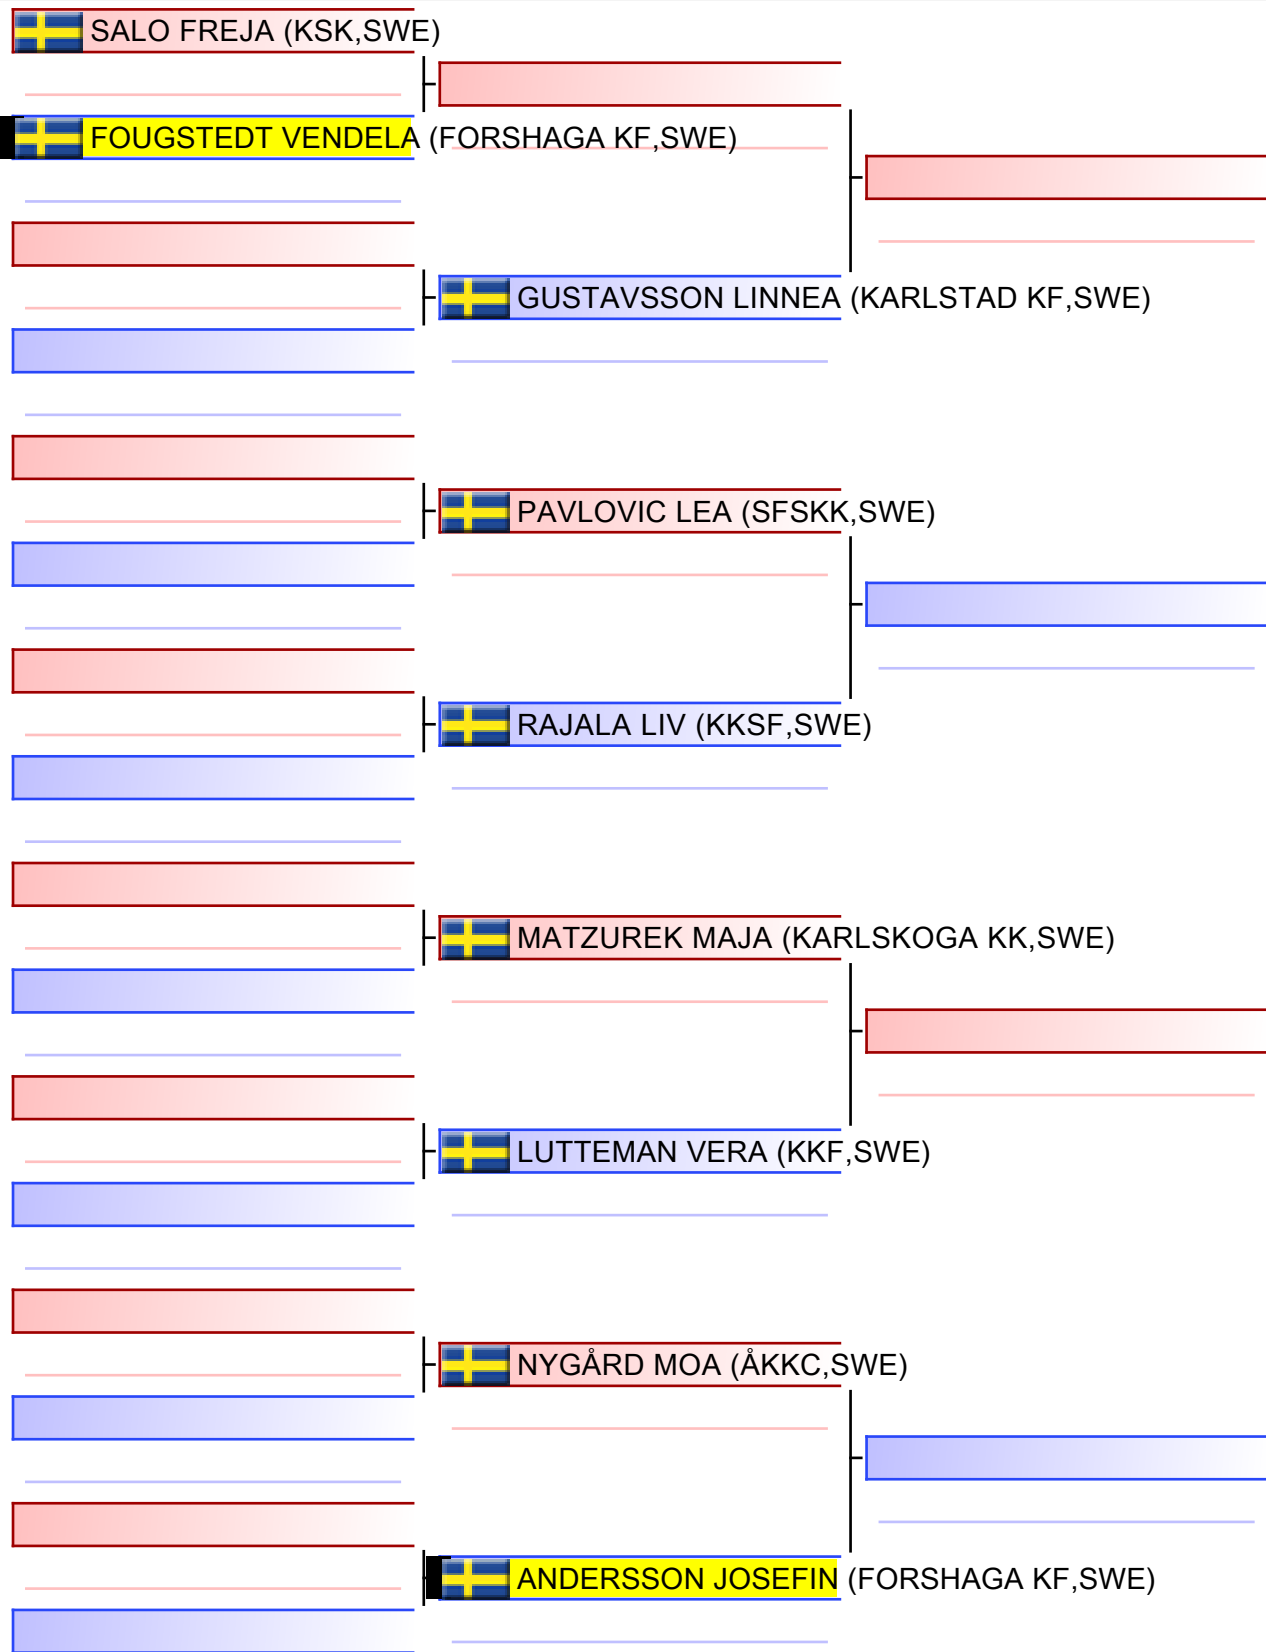 SALO FREJA (KSK,SWE)
FOUGSTEDT VENDELA (FORSHAGA KF,SWE)
GUSTAVSSON LINNEA (KARLSTAD KF,SWE)
PAVLOVIC LEA (SFSKK,SWE)
RAJALA LIV (KKSF,SWE)
MATZUREK MAJA (KARLSKOGA KK,SWE)
LUTTEMAN VERA (KKF,SWE)
NYGÅRD MOA (ÅKKC,SWE)
ANDERSSON JOSEFIN (FORSHAGA KF,SWE)